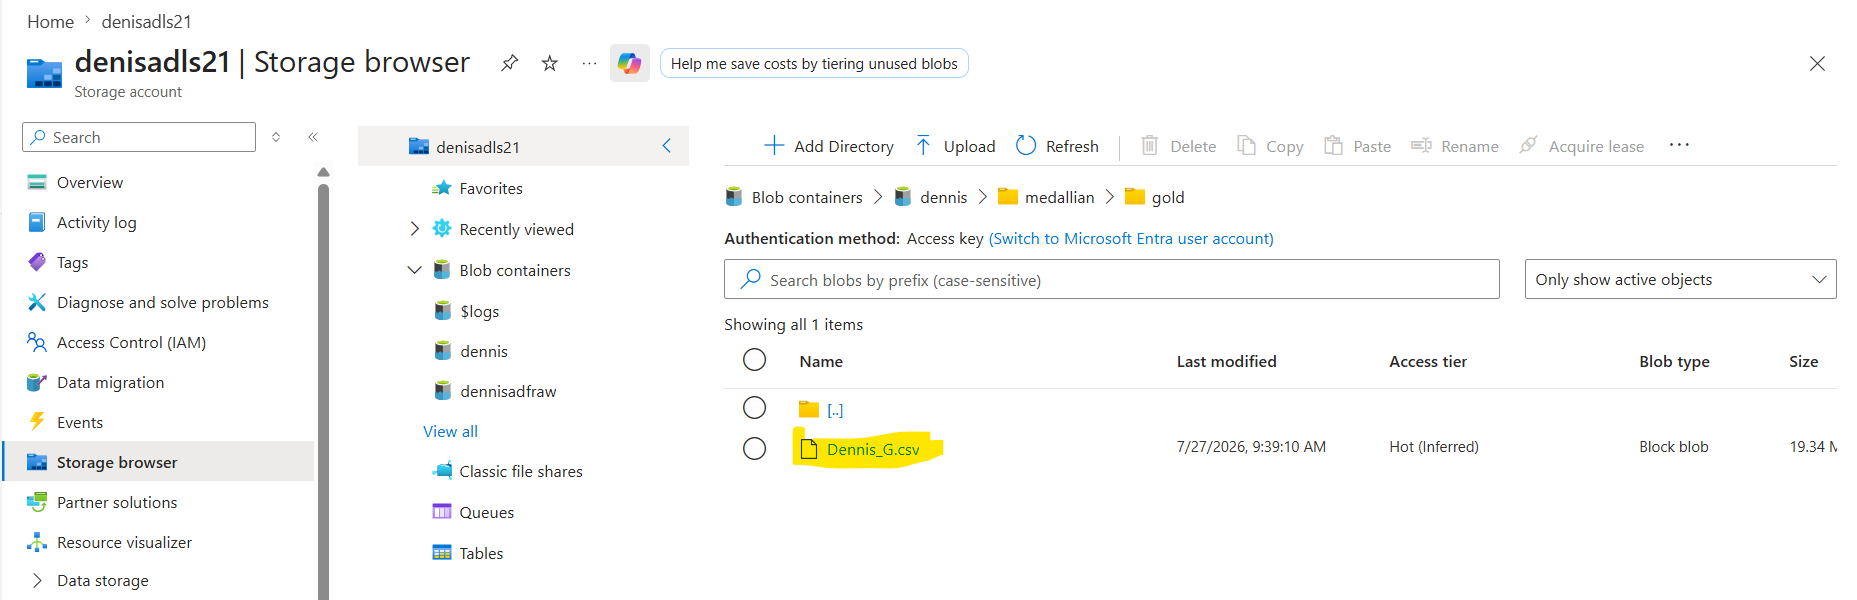 Home > denisadls21
denisadls21 | Storage browser
Help me save costs by tiering unused blobs
Storage account
Search
Overview
Activity log
Tags
Diagnose and solve problems
Access Control (IAM)
Data migration
Events
Storage browser
Partner solutions
Resource visualizer
Data storage
denisadls21
Favorites
Recently viewed
Blob containers
$logs
dennis
dennisadfraw
View all
Classic file shares
Queues
Tables
Add Directory Upload Refresh Delete Copy Paste Rename Acquire lease
Blob containers > dennis > medallian > gold
Authentication method: Access key (Switch to Microsoft Entra user account)
Search blobs by prefix (case-sensitive)
Only show active objects
Showing all 1 items
Name Last modified Access tier Blob type Size
[..]
Dennis_G.csv 7/27/2026, 9:39:10 AM Hot (Inferred) Block blob 19.34